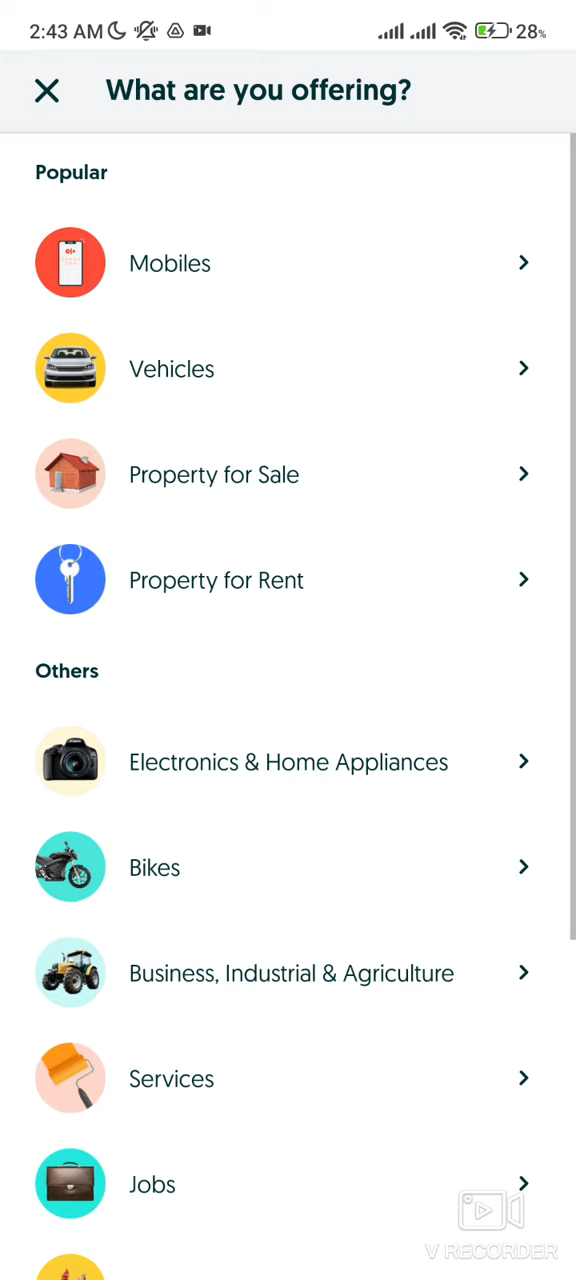 2:43 AM 28%
What are you offering?
Popular
Mobiles
Vehicles
Property for Sale
Property for Rent
Others
Electronics & Home Appliances
Bikes
Business, Industrial & Agriculture
Services
Jobs
V RECORDER